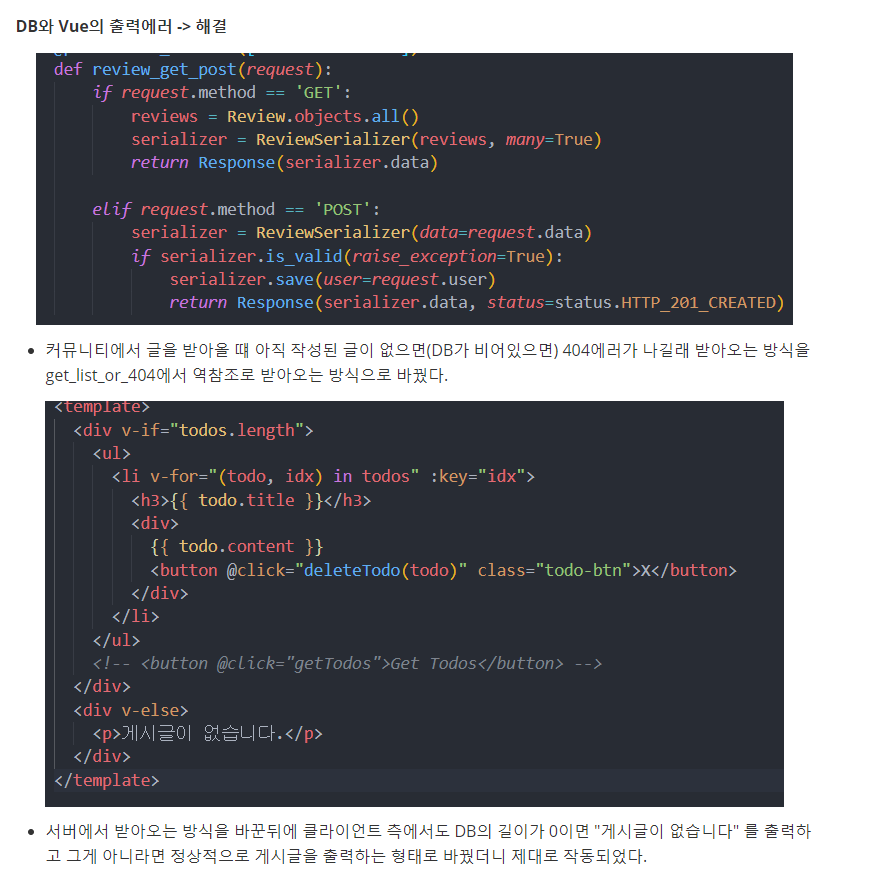 DB와 Vue의 출력에러 -> 해결
def review_get_post(request):
if request.method == 'GET':
reviews = Review.objects.all()
serializer = ReviewSerializer(reviews, many=True)
return Response(serializer.data)
elif request.method == 'POST':
serializer = ReviewSerializer(data=request.data)
if serializer.is_valid(raise_exception=True):
serializer.save(user=request.user)
return Response(serializer.data, status=status.HTTP_201_CREATED)
• 커뮤니티에서 글을 받아올 떄 아직 작성된 글이 없으면(DB가 비어있으면) 404에러가 나길래 받아오는 방식을
get_list_or_404에서 역참조로 받아오는 방식으로 바꿨다.
<template>
<div v-if="todos.length">
<ul>
<li v-for="(todo, idx) in todos" :key="idx">
<h3>{{ todo.title }}</h3>
<div>
{{ todo.content }}
<button @click="deleteTodo(todo)" class="todo-btn">X</button>
</div>
</li>
</ul>
<!-- <button @click="getTodos">Get Todos</button> -->
</div>
<div v-else>
<p>게시글이 없습니다.</p>
</div>
</template>
• 서버에서 받아오는 방식을 바꾼뒤에 클라이언트 측에서도 DB의 길이가 0이면 "게시글이 없습니다" 를 출력하
고 그게 아니라면 정상적으로 게시글을 출력하는 형태로 바꿨더니 제대로 작동되었다.